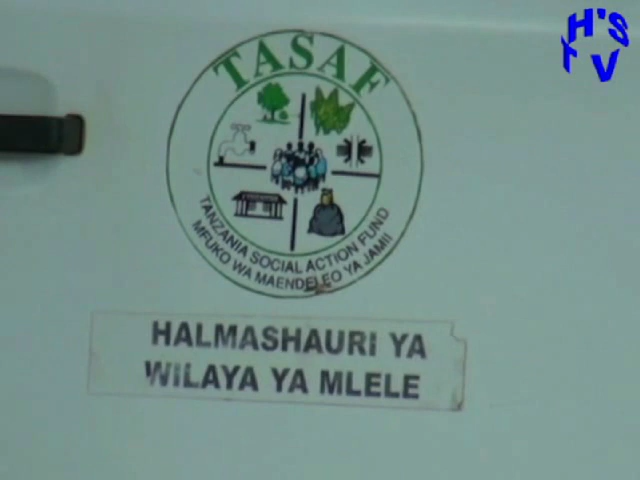 H'S
TV
TASAF
TANZANIA SOCIAL ACTION FUND
MFUKO WA MAENDELEO YA JAMII
HALMASHAURI YA
WILAYA YA MLELE